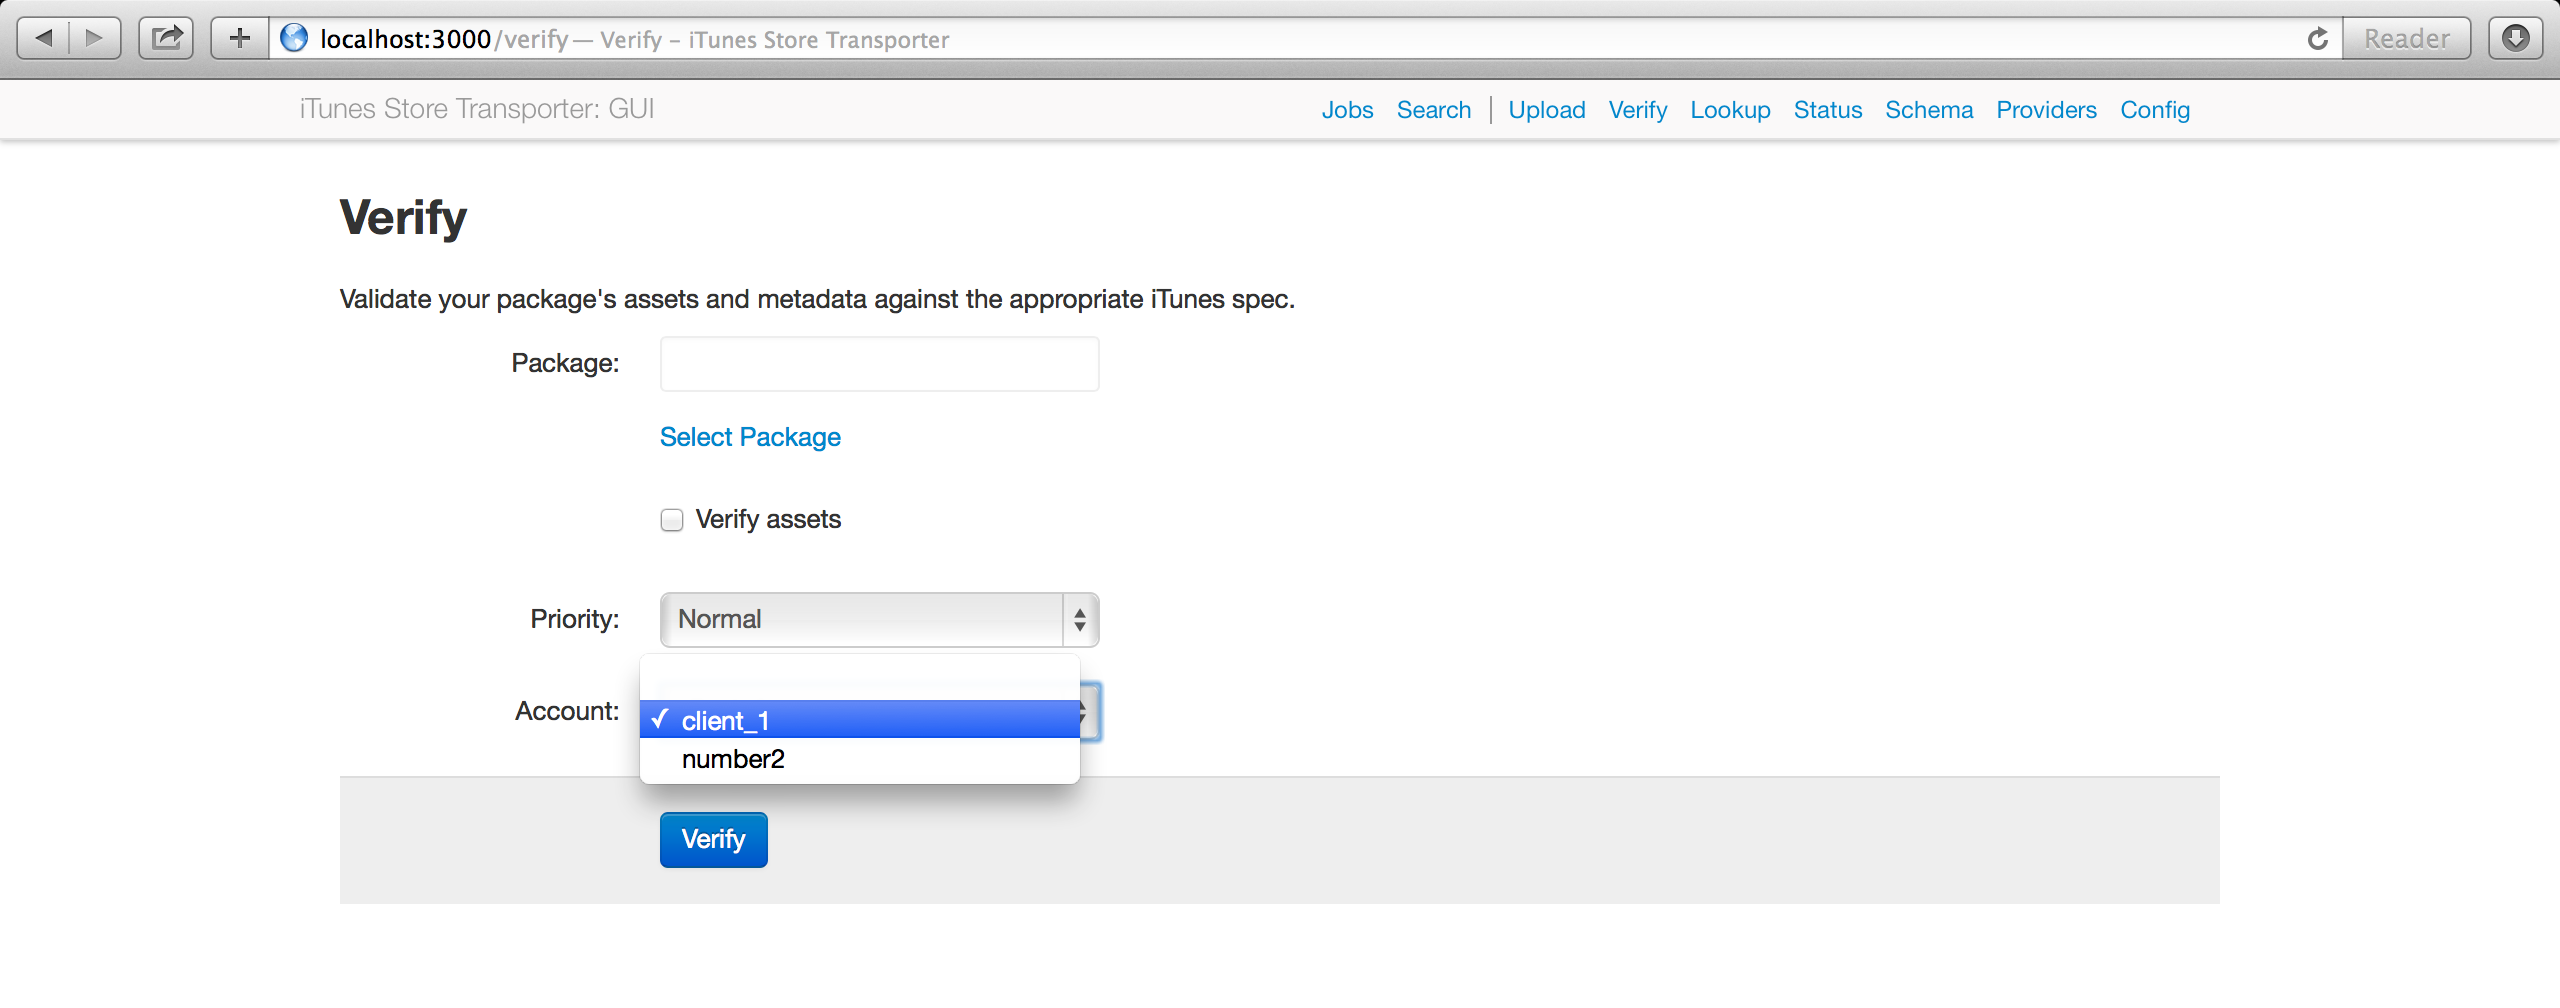 localhost:3000/verify — Verify – iTunes Store Transporter
Reader
iTunes Store Transporter: GUI
Jobs Search Upload Verify Lookup Status Schema Providers Config
Verify
Validate your package's assets and metadata against the appropriate iTunes spec.
Package:
Select Package
Verify assets
Priority: Normal
Account: client_1
number2
Verify